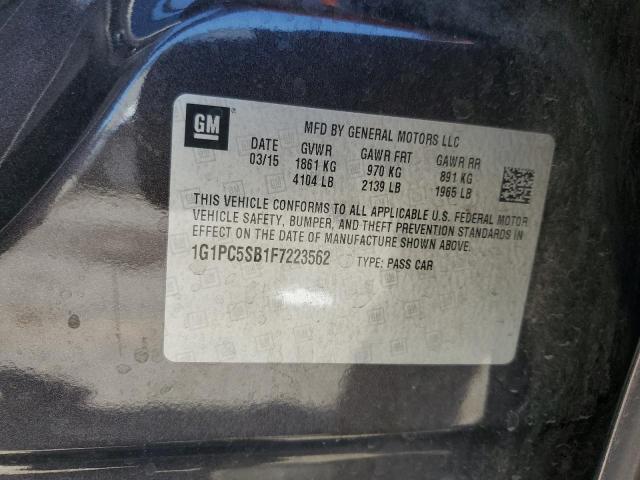 GM
MFD BY GENERAL MOTORS LLC
DATE GVWR GAWR FRT GAWR RR
03/15 1861 KG 970 KG 891 KG
4104 LB 2139 LB 1965 LB
THIS VEHICLE CONFORMS TO ALL APPLICABLE U.S. FEDERAL MOTOR
VEHICLE SAFETY, BUMPER, AND THEFT PREVENTION STANDARDS IN
EFFECT ON THE DATE OF MANUFACTURE SHOWN ABOVE.
1G1PC5SB1F7223562 TYPE: PASS CAR